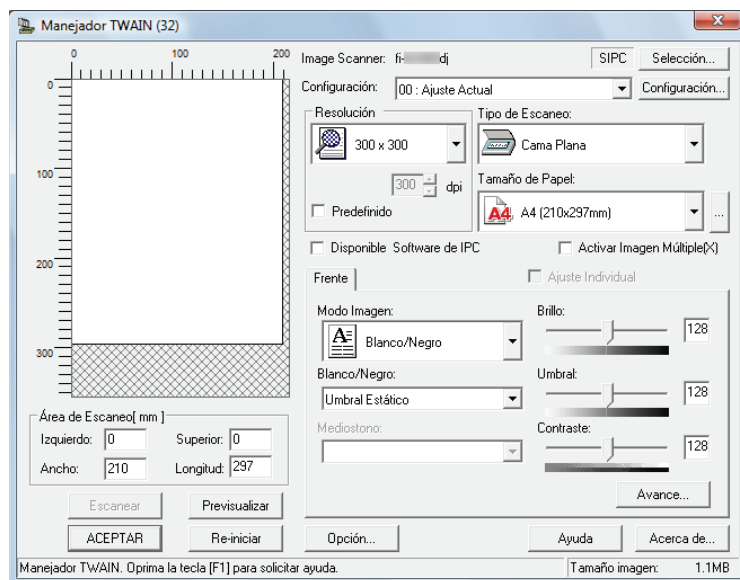 Manejador TWAIN (32)
0 100 200
0
100
200
300
Image Scanner: fi- dj
SIPC
Selección...
Configuración: 00 : Ajuste Actual
Configuración...
Resolución
300 x 300
300 dpi
Predefinido
Tipo de Escaneo:
Cama Plana
Tamaño de Papel:
A4 A4 (210x297mm)
...
Disponible Software de IPC
Activar Imagen Múltiple(X)
Frente
Ajuste Individual
Modo Imagen:
A Blanco/Negro
Blanco/Negro:
Umbral Estático
Mediostono:
Brillo:
128
Umbral:
128
Contraste:
128
Avance...
Área de Escaneo[ mm ]
Izquierdo: 0 Superior: 0
Ancho: 210 Longitud: 297
Escanear Previsualizar
ACEPTAR Re-iniciar Opción... Ayuda Acerca de...
Manejador TWAIN. Oprima la tecla [F1] para solicitar ayuda. Tamaño imagen: 1.1MB